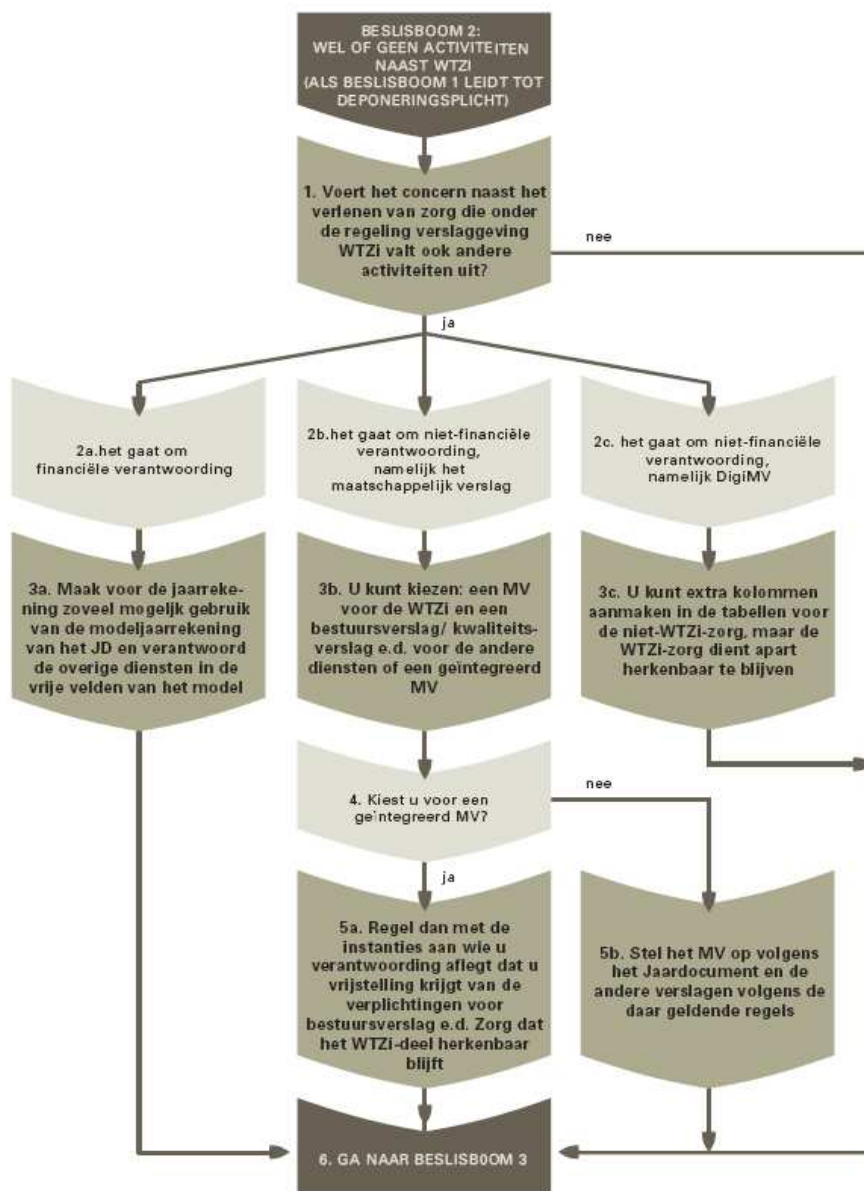 BESLISBOOM 2:
WEL OF GEEN ACTIVITEITEN
NAAST WTZI
(ALS BESLISBOOM 1 LEIDT TOT
DEPONERINGSPLICHT)
1. Voert het concern naast het
verlenen van zorg die onder
de regeling verslaggeving
WTZi valt ook andere
activiteiten uit?
nee
ja
2a.het gaat om
financiële verantwoording
2b.het gaat om niet-financiële
verantwoording,
namelijk het
maatschappelijk verslag
2c. het gaat om niet-financiële
verantwoording,
namelijk DigiMV
3a. Maak voor de jaarreke-
ning zoveel mogelijk gebruik
van de modeljaarrekening
van het JD en verantwoord
de overige diensten in de
vrije velden van het model
3b. U kunt kiezen: een MV
voor de WTZi en een
bestuursverslag/ kwaliteits-
verslag e.d. voor de andere
diensten of een geïntegreerd
MV
3c. U kunt extra kolommen
aanmaken in de tabellen voor
de niet-WTZi-zorg, maar de
WTZi-zorg dient apart
herkenbaar te blijven
4. Kiest u voor een
geïntegreerd MV?
nee
ja
5a. Regel dan met de
instanties aan wie u
verantwoording aflegt dat u
vrijstelling krijgt van de
verplichtingen voor
bestuursverslag e.d. Zorg dat
het WTZi-deel herkenbaar
blijft
5b. Stel het MV op volgens
het Jaardocument en de
andere verslagen volgens de
daar geldende regels
6. GA NAAR BESLISBOOM 3